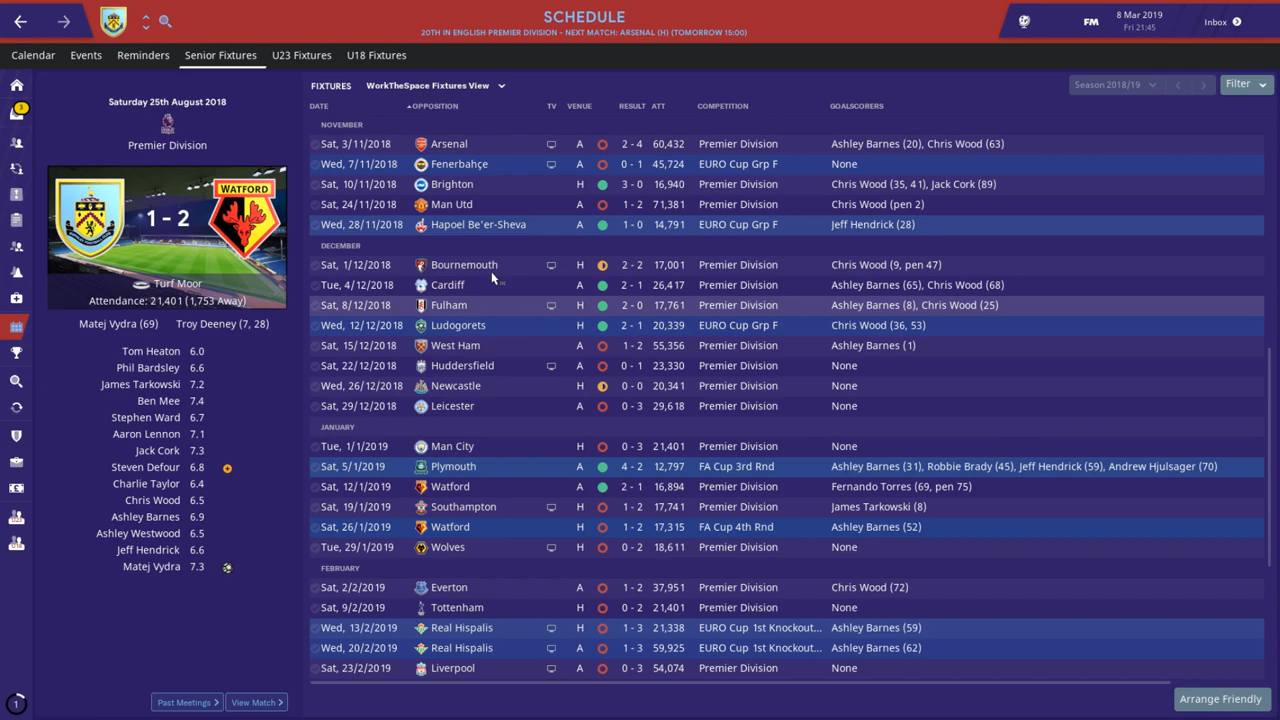 SCHEDULE
20TH IN ENGLISH PREMIER DIVISION - NEXT MATCH: ARSENAL (H) (TOMORROW 15:00)
FM
8 Mar 2019
Fri 21:45
Inbox
Calendar Events Reminders Senior Fixtures U23 Fixtures U18 Fixtures
3
Saturday 25th August 2018
Premier Division
WATFORD
1 - 2
Turf Moor
Attendance: 21,401 (1,753 Away)
Matej Vydra (69) Troy Deeney (7, 28)
Tom Heaton 6.0
Phil Bardsley 6.6
James Tarkowski 7.2
Ben Mee 7.4
Stephen Ward 6.7
Aaron Lennon 7.1
Jack Cork 7.3
Steven Defour 6.8
Charlie Taylor 6.4
Chris Wood 6.5
Ashley Barnes 6.9
Ashley Westwood 6.5
Jeff Hendrick 6.6
Matej Vydra 7.3
Past Meetings View Match
1
FIXTURES WorkTheSpace Fixtures View Season 2018/19 Filter
DATE OPPOSITION TV VENUE RESULT ATT COMPETITION GOALSCORERS
NOVEMBER
Sat, 3/11/2018 Arsenal A 2 - 4 60,432 Premier Division Ashley Barnes (20), Chris Wood (63)
Wed, 7/11/2018 Fenerbahçe A 0 - 1 45,724 EURO Cup Grp F None
Sat, 10/11/2018 Brighton H 3 - 0 16,940 Premier Division Chris Wood (35, 41), Jack Cork (89)
Sat, 24/11/2018 Man Utd A 1 - 2 71,381 Premier Division Chris Wood (pen 2)
Wed, 28/11/2018 Hapoel Be'er-Sheva A 1 - 0 14,791 EURO Cup Grp F Jeff Hendrick (28)
DECEMBER
Sat, 1/12/2018 Bournemouth H 2 - 2 17,001 Premier Division Chris Wood (9, pen 47)
Tue, 4/12/2018 Cardiff A 2 - 1 26,417 Premier Division Ashley Barnes (65), Chris Wood (68)
Sat, 8/12/2018 Fulham H 2 - 0 17,761 Premier Division Ashley Barnes (8), Chris Wood (25)
Wed, 12/12/2018 Ludogorets H 2 - 1 20,339 EURO Cup Grp F Chris Wood (36, 53)
Sat, 15/12/2018 West Ham A 1 - 2 55,356 Premier Division Ashley Barnes (1)
Sat, 22/12/2018 Huddersfield A 0 - 1 23,330 Premier Division None
Wed, 26/12/2018 Newcastle H 0 - 0 20,341 Premier Division None
Sat, 29/12/2018 Leicester A 0 - 3 29,618 Premier Division None
JANUARY
Tue, 1/1/2019 Man City H 0 - 3 21,401 Premier Division None
Sat, 5/1/2019 Plymouth A 4 - 2 12,797 FA Cup 3rd Rnd Ashley Barnes (31), Robbie Brady (45), Jeff Hendrick (59), Andrew Hjulsager (70)
Sat, 12/1/2019 Watford A 2 - 1 16,894 Premier Division Fernando Torres (69, pen 75)
Sat, 19/1/2019 Southampton H 1 - 2 17,741 Premier Division James Tarkowski (8)
Sat, 26/1/2019 Watford H 1 - 2 17,315 FA Cup 4th Rnd Ashley Barnes (52)
Tue, 29/1/2019 Wolves H 0 - 2 18,611 Premier Division None
FEBRUARY
Sat, 2/2/2019 Everton A 1 - 2 37,951 Premier Division Chris Wood (72)
Sat, 9/2/2019 Tottenham H 0 - 2 21,401 Premier Division None
Wed, 13/2/2019 Real Hispalis H 1 - 3 21,338 EURO Cup 1st Knockout... Ashley Barnes (59)
Wed, 20/2/2019 Real Hispalis A 1 - 3 59,925 EURO Cup 1st Knockout... Ashley Barnes (62)
Sat, 23/2/2019 Liverpool A 0 - 3 54,074 Premier Division None
Arrange Friendly